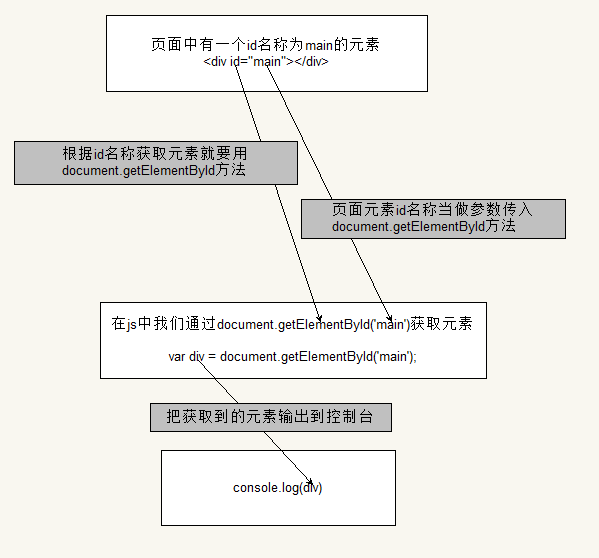 页面中有一个id名称为main的元素
<div id="main"></div>
根据id名称获取元素就要用
document.getElementById方法
页面元素id名称当做参数传入
document.getElementById方法
在js中我们通过document.getElementById('main')获取元素
var div = document.getElementById('main');
把获取到的元素输出到控制台
console.log(div)